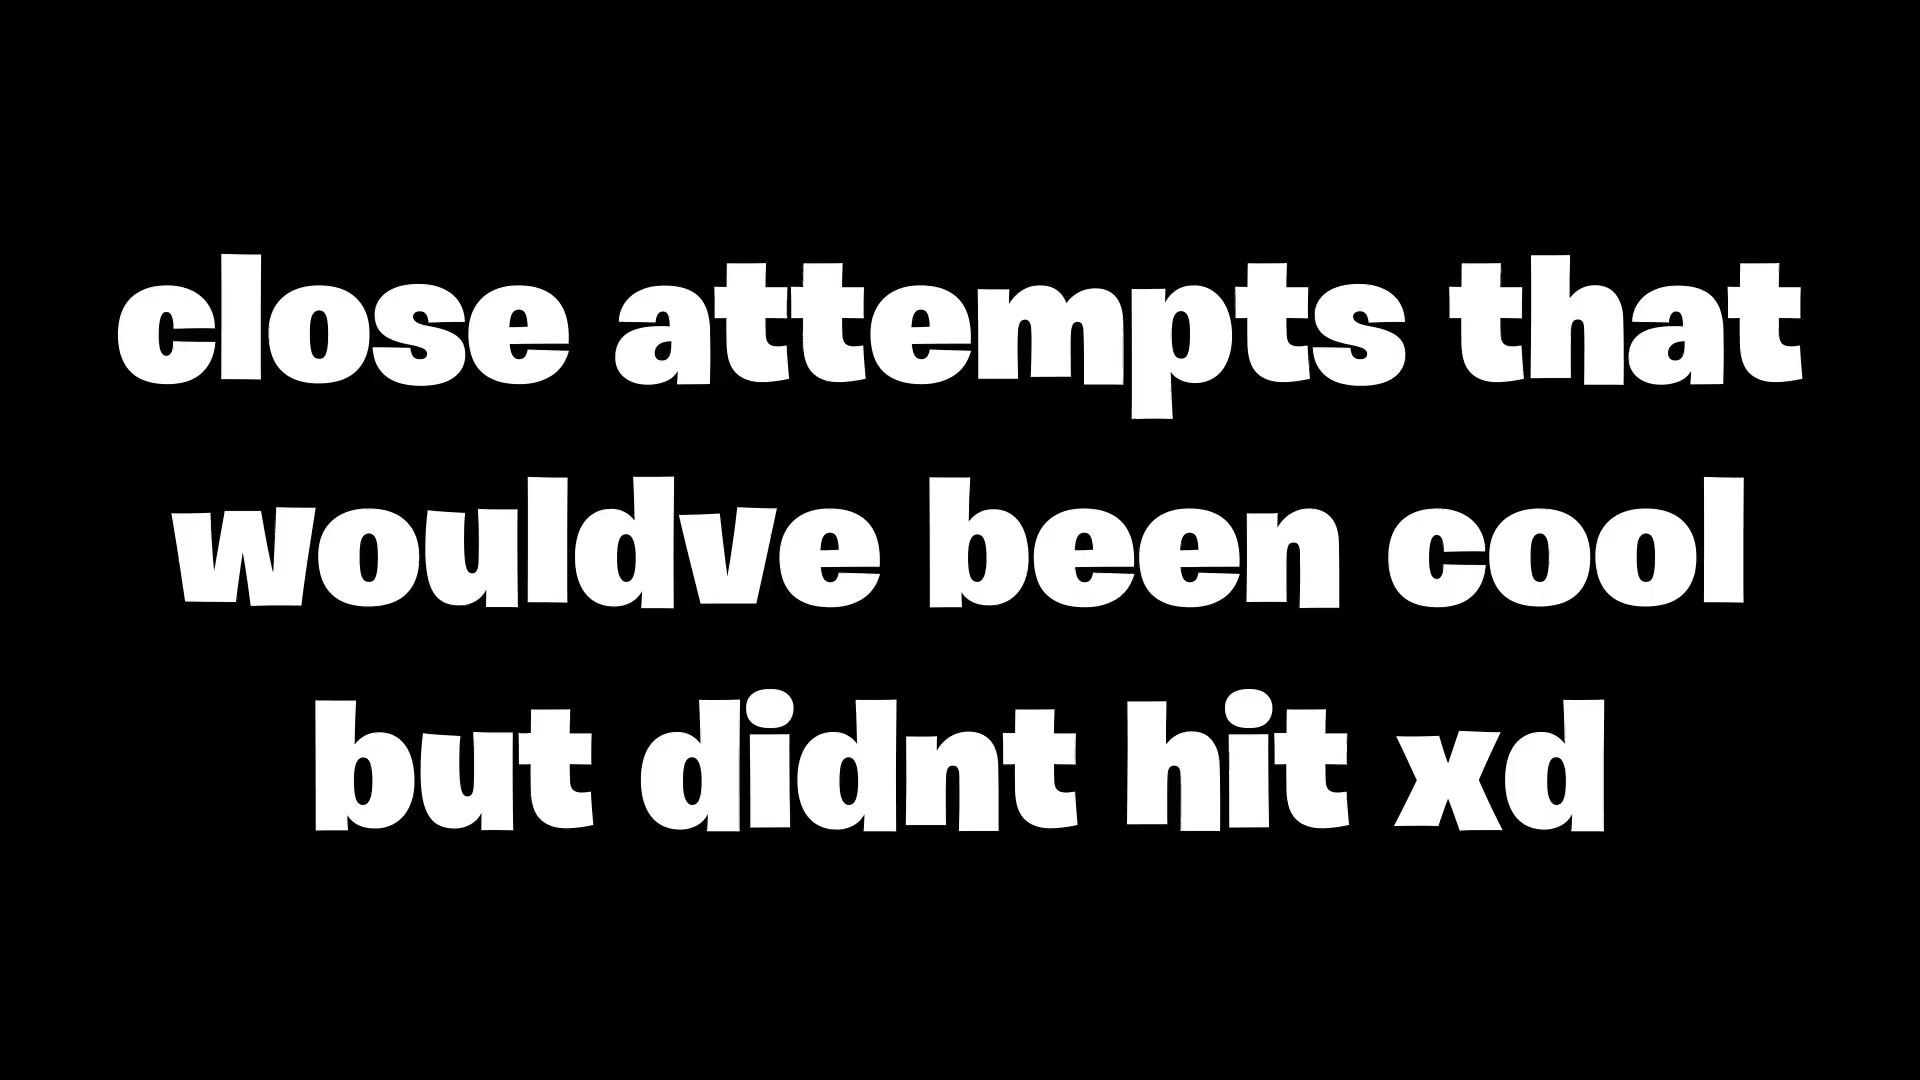 close attempts that
wouldve been cool
but didnt hit xd